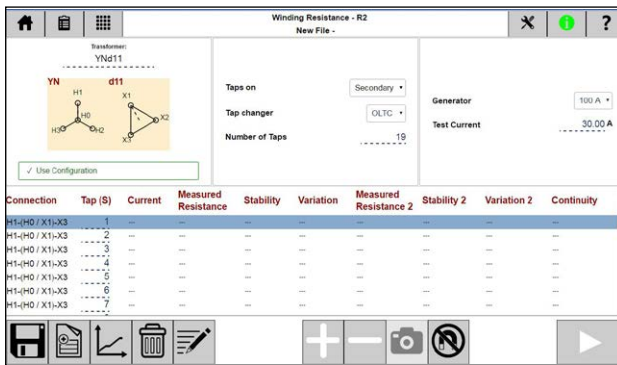 Winding Resistance - R2
New File -
i
?
Transformer:
YNd11
YN
d11
H1
H0
H3
H2
X1
X2
X3
✓ Use Configuration
Taps on
Secondary
Tap changer
OLTC
Number of Taps
19
Generator
100 A
Test Current
30.00 A
Connection Tap (S) Current Measured Resistance Stability Variation Measured Resistance 2 Stability 2 Variation 2 Continuity
H1-(H0 / X1)-X3 1 --- --- --- --- --- --- --- ---
H1-(H0 / X1)-X3 2 --- --- --- --- --- --- --- ---
H1-(H0 / X1)-X3 3 --- --- --- --- --- --- --- ---
H1-(H0 / X1)-X3 4 --- --- --- --- --- --- --- ---
H1-(H0 / X1)-X3 5 --- --- --- --- --- --- --- ---
H1-(H0 / X1)-X3 6 --- --- --- --- --- --- --- ---
H1-(H0 / X1)-X3 7 --- --- --- --- --- --- --- ---